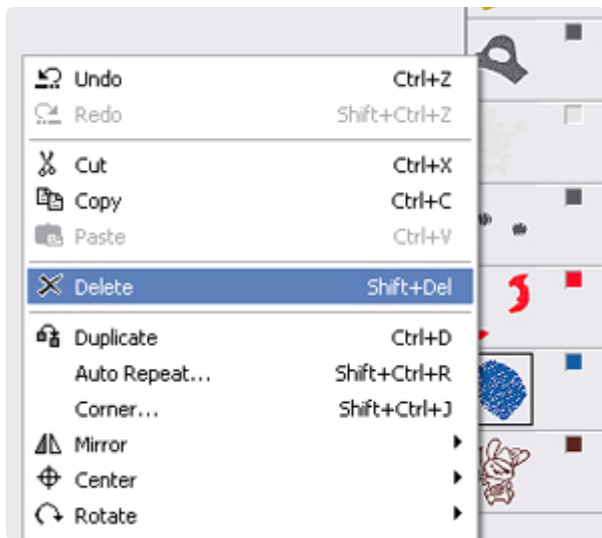 Undo Ctrl+Z
Redo Shift+Ctrl+Z
Cut Ctrl+X
Copy Ctrl+C
Paste Ctrl+V
Delete Shift+Del
Duplicate Ctrl+D
Auto Repeat... Shift+Ctrl+R
Corner... Shift+Ctrl+J
Mirror
Center
Rotate